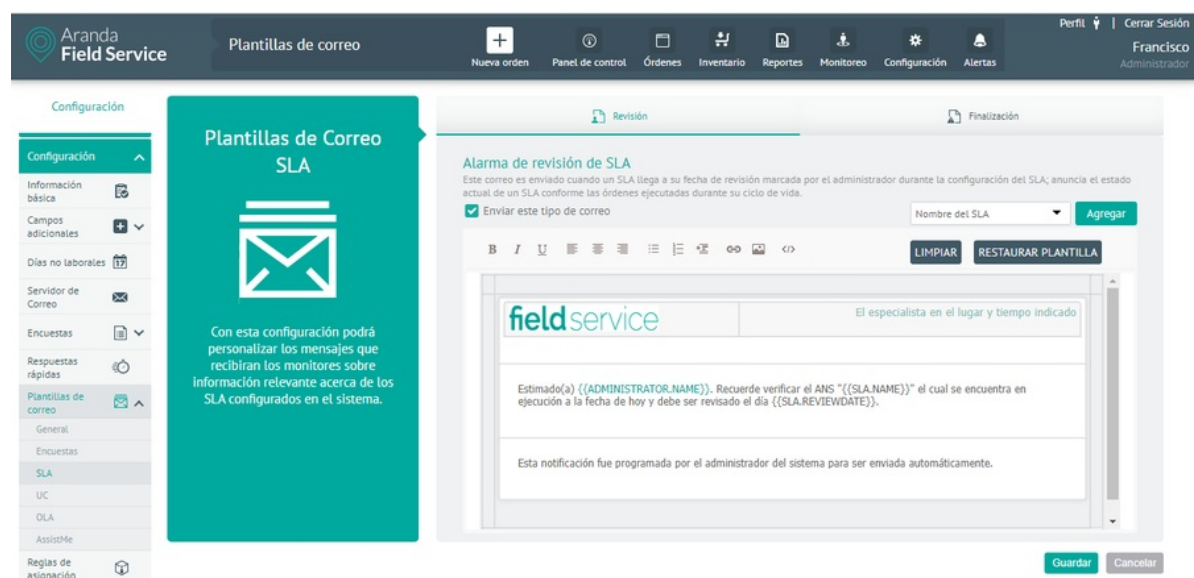 Aranda
Field Service
Plantillas de correo
Nueva orden
Panel de control
Órdenes
Inventario
Reportes
Monitoreo
Configuración
Alertas
Perfil | Cerrar Sesión
Francisco
Administrador
Configuración
Configuración
Información
básica
Campos
adicionales
Días no laborales
17
Servidor de
Correo
Encuestas
Respuestas
rápidas
Plantillas de
correo
General
Encuestas
SLA
UC
OLA
AssistMe
Reglas de
asignación
Plantillas de Correo
SLA
Con esta configuración podrá
personalizar los mensajes que
recibiran los monitores sobre
información relevante acerca de los
SLA configurados en el sistema.
Revisión
Finalización
Alarma de revisión de SLA
Este correo es enviado cuando un SLA llega a su fecha de revisión marcada por el administrador durante la configuración del SLA; anuncia el estado
actual de un SLA conforme las órdenes ejecutadas durante su ciclo de vida.
Enviar este tipo de correo
Nombre del SLA
Agregar
B I U
LIMPIAR
RESTAURAR PLANTILLA
fieldservice
El especialista en el lugar y tiempo indicado
Estimado(a) {{ADMINISTRATOR.NAME}}. Recuerde verificar el ANS "{{SLA.NAME}}" el cual se encuentra en
ejecución a la fecha de hoy y debe ser revisado el día {{SLA.REVIEWDATE}}.
Esta notificación fue programada por el administrador del sistema para ser enviada automáticamente.
Guardar
Cancelar